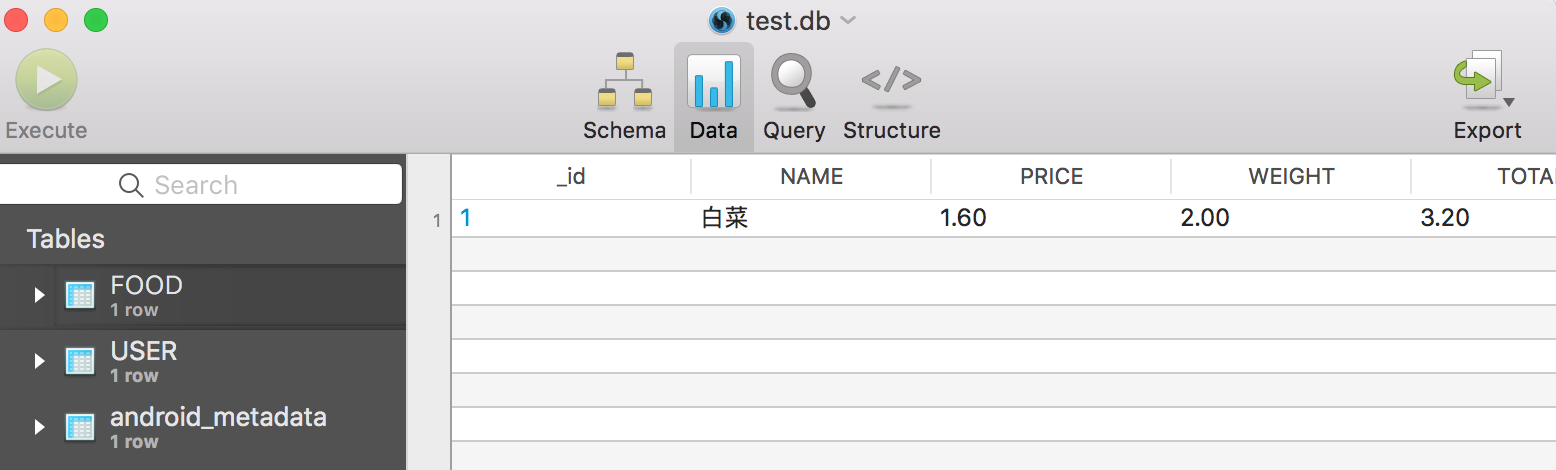 test.db
Execute
Schema Data Query Structure Export
Search
_id NAME PRICE WEIGHT TOTA
1 1 白菜 1.60 2.00 3.20
Tables
FOOD
1 row
USER
1 row
android_metadata
1 row